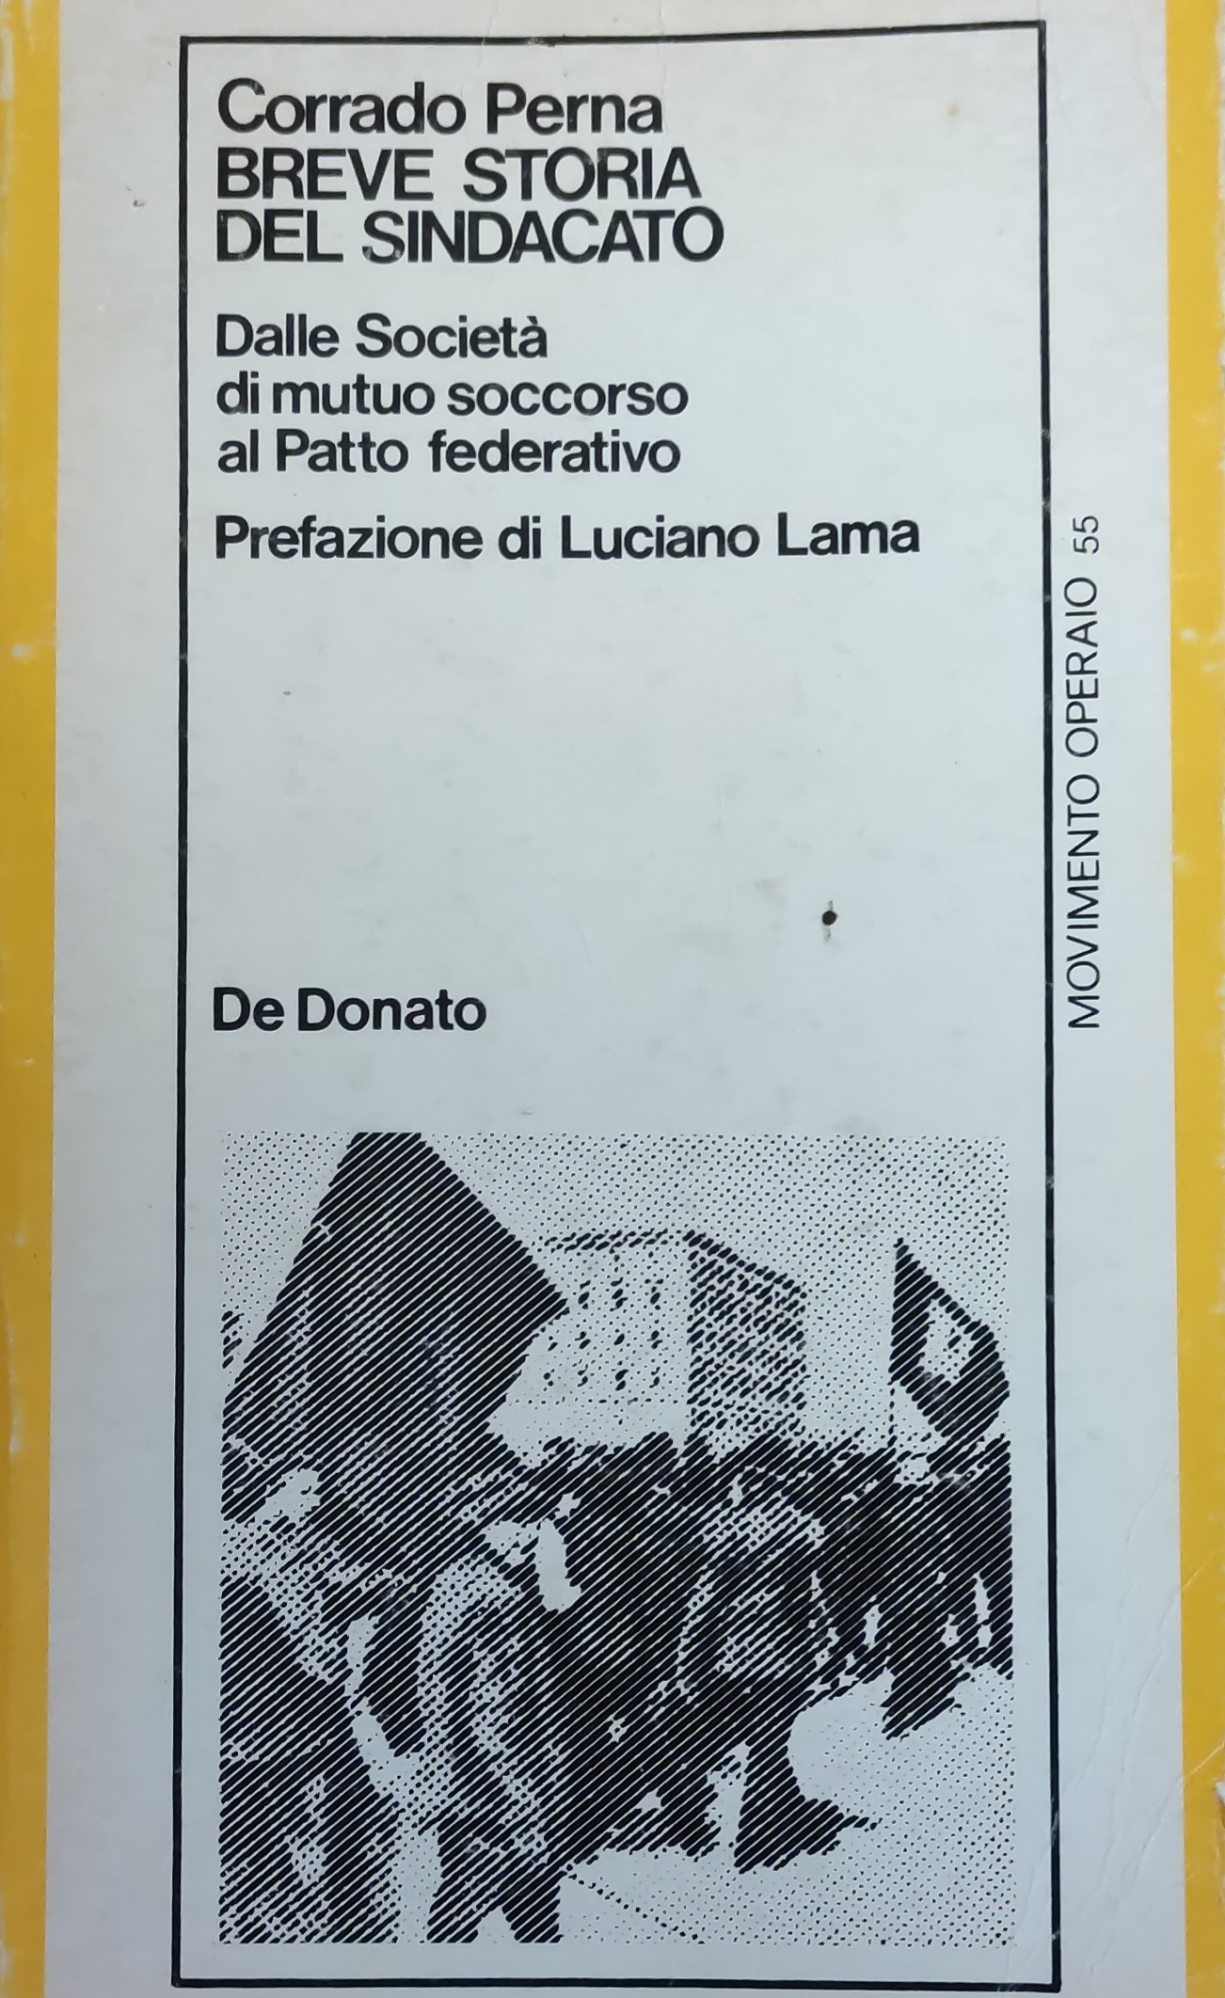 Corrado Perna
BREVE STORIA
DEL SINDACATO
Dalle Società
di mutuo soccorso
al Patto federativo
Prefazione di Luciano Lama
De Donato
MOVIMENTO OPERAIO 55